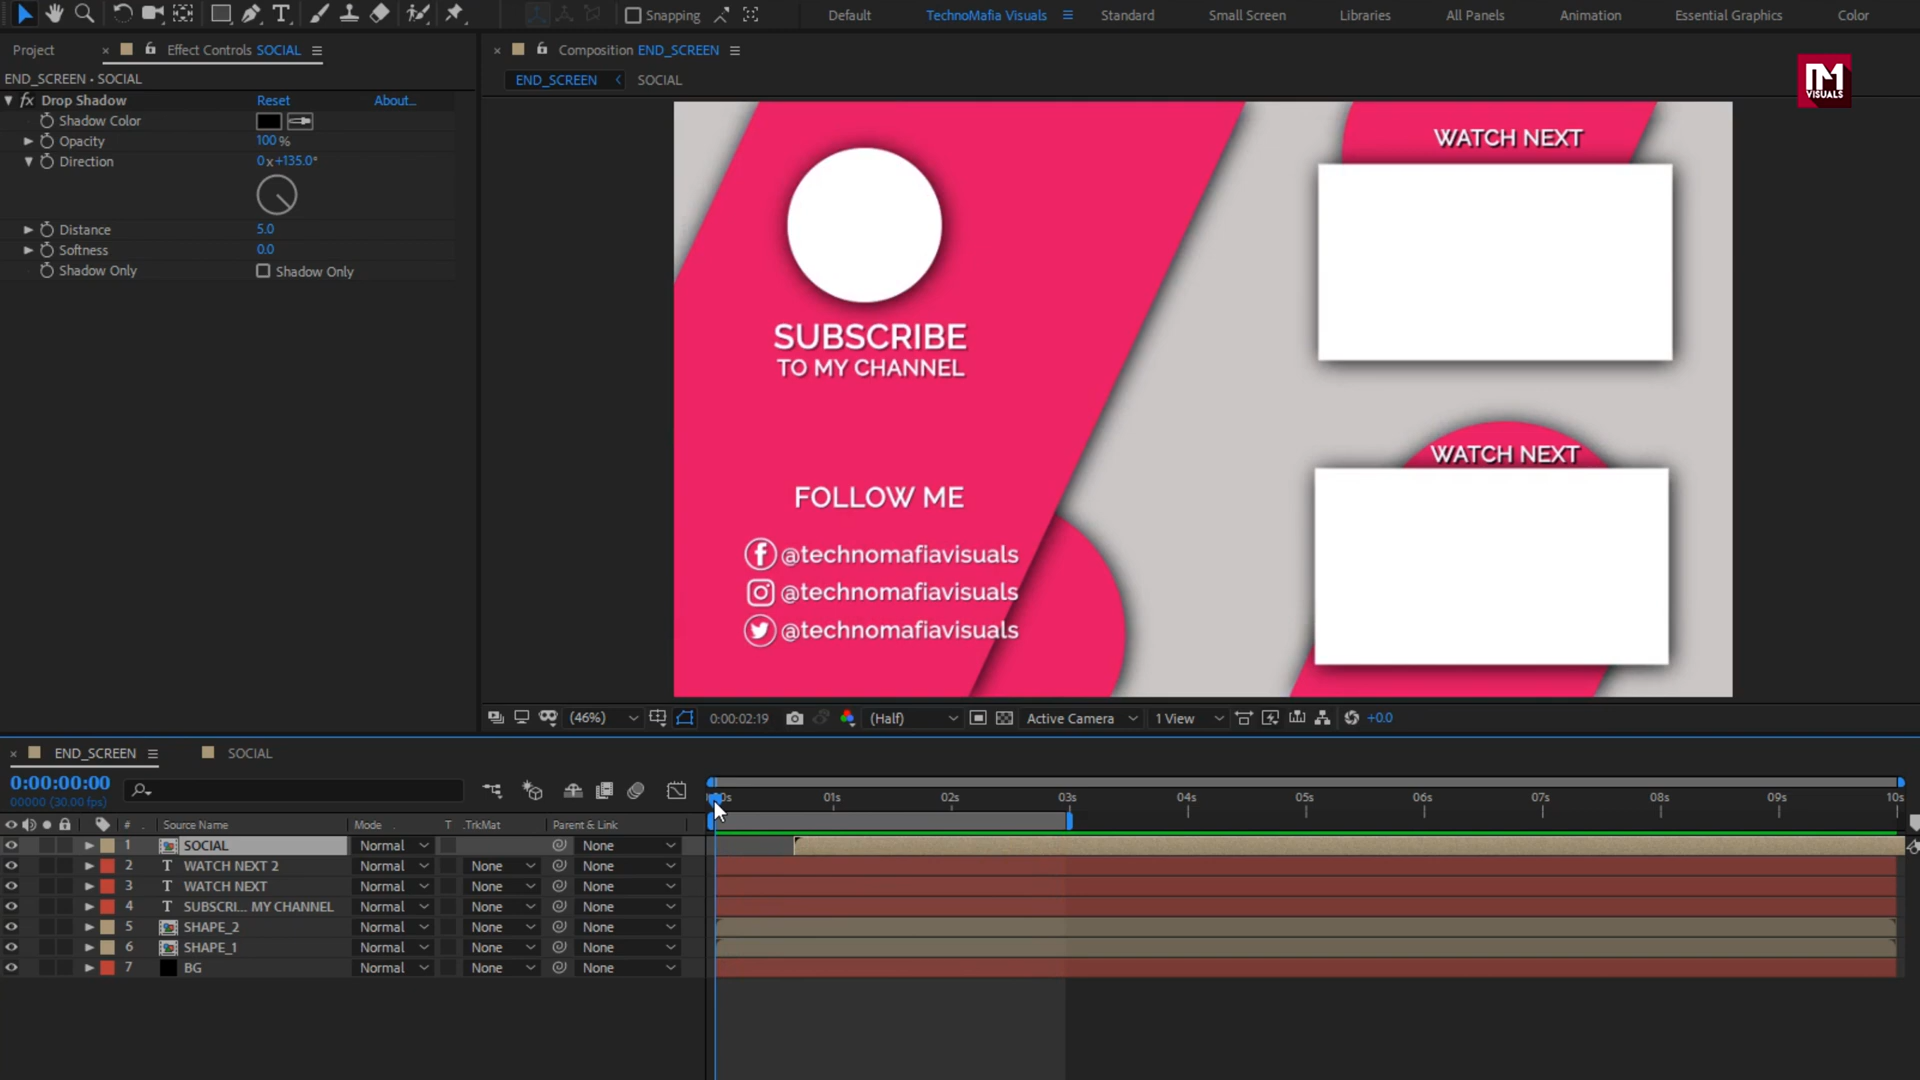 Snapping
Default
TechnoMafia Visuals
Standard
Small Screen
Libraries
All Panels
Animation
Essential Graphics
Color
Project
Effect Controls SOCIAL
Composition END_SCREEN
END_SCREEN • SOCIAL
END_SCREEN
SOCIAL
Drop Shadow Reset About...
Shadow Color
Opacity 100 %
Direction 0x+135.0°
Distance 5.0
Softness 0.0
Shadow Only Shadow Only
VISUALS
WATCH NEXT
SUBSCRIBE
TO MY CHANNEL
WATCH NEXT
FOLLOW ME
@technomafiavisuals
@technomafiavisuals
@technomafiavisuals
(46%) 0:00:02:19 (Half) Active Camera 1 View +0.0
END_SCREEN SOCIAL
0:00:00:00
00000 (30.00 fps)
01s 02s 03s 04s 05s 06s 07s 08s 09s 10s
# Source Name Mode T .TrkMat Parent & Link
1 SOCIAL Normal None
2 T WATCH NEXT 2 Normal None None
3 T WATCH NEXT Normal None None
4 T SUBSCRI... MY CHANNEL Normal None None
5 SHAPE_2 Normal None None
6 SHAPE_1 Normal None None
7 BG Normal None None